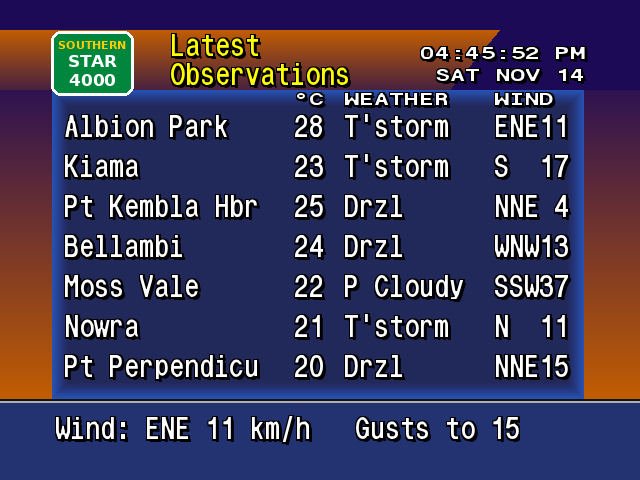 SOUTHERN
STAR
4000
Latest
Observations
04:45:52 PM
SAT NOV 14
°C WEATHER WIND
Albion Park 28 T'storm ENE11
Kiama 23 T'storm S 17
Pt Kembla Hbr 25 Drzl NNE 4
Bellambi 24 Drzl WNW13
Moss Vale 22 P Cloudy SSW37
Nowra 21 T'storm N 11
Pt Perpendicu 20 Drzl NNE15
Wind: ENE 11 km/h Gusts to 15